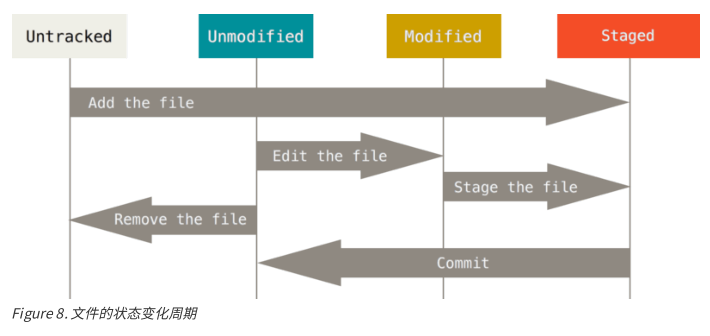 Untracked
Unmodified
Modified
Staged
Add the file
Edit the file
Stage the file
Remove the file
Commit
Figure 8. 文件的状态变化周期